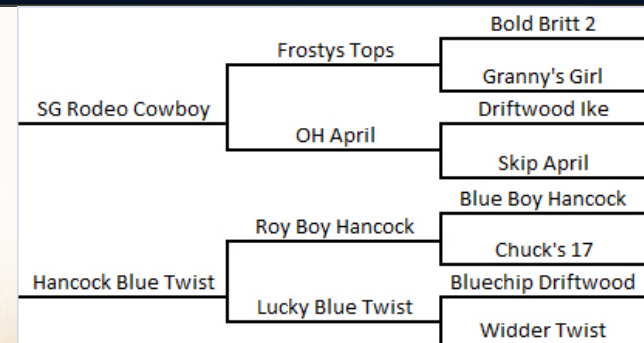 Bold Britt 2
Frostys Tops
Granny's Girl
SG Rodeo Cowboy
Driftwood Ike
OH April
Skip April
Blue Boy Hancock
Roy Boy Hancock
Chuck's 17
Hancock Blue Twist
Bluechip Driftwood
Lucky Blue Twist
Widder Twist